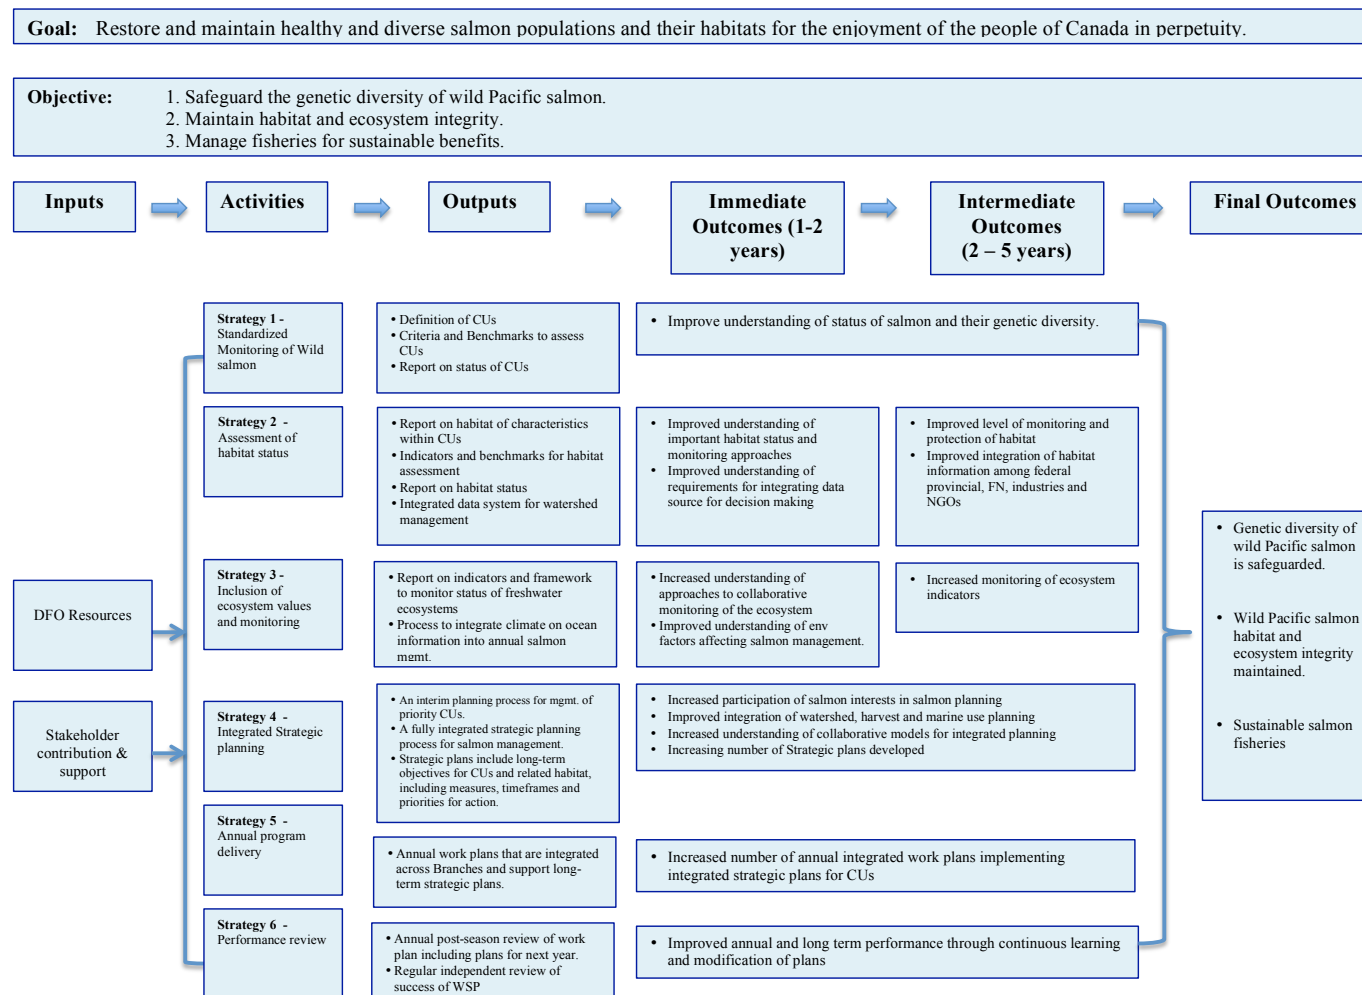 Goal: Restore and maintain healthy and diverse salmon populations and their habitats for the enjoyment of the people of Canada in perpetuity.
Objective: 1. Safeguard the genetic diversity of wild Pacific salmon.
2. Maintain habitat and ecosystem integrity.
3. Manage fisheries for sustainable benefits.
Inputs
Activities
Outputs
Immediate
Outcomes (1-2
years)
Intermediate
Outcomes
(2 – 5 years)
Final Outcomes
DFO Resources
Stakeholder
contribution &
support
Strategy 1 -
Standardized
Monitoring of Wild
salmon
• Definition of CUs
• Criteria and Benchmarks to assess
CUs
• Report on status of CUs
• Improve understanding of status of salmon and their genetic diversity.
Strategy 2 -
Assessment of
habitat status
• Report on habitat of characteristics
within CUs
• Indicators and benchmarks for habitat
assessment
• Report on habitat status
• Integrated data system for watershed
management
• Improved understanding of
important habitat status and
monitoring approaches
• Improved understanding of
requirements for integrating data
source for decision making
• Improved level of monitoring and
protection of habitat
• Improved integration of habitat
information among federal
provincial, FN, industries and
NGOs
Strategy 3 -
Inclusion of
ecosystem values
and monitoring
• Report on indicators and framework
to monitor status of freshwater
ecosystems
• Process to integrate climate on ocean
information into annual salmon
mgmt.
• Increased understanding of
approaches to collaborative
monitoring of the ecosystem
• Improved understanding of env
factors affecting salmon management.
• Increased monitoring of ecosystem
indicators
Strategy 4 -
Integrated Strategic
planning
• An interim planning process for mgmt. of
priority CUs.
• A fully integrated strategic planning
process for salmon management.
• Strategic plans include long-term
objectives for CUs and related habitat,
including measures, timeframes and
priorities for action.
• Increased participation of salmon interests in salmon planning
• Improved integration of watershed, harvest and marine use planning
• Increased understanding of collaborative models for integrated planning
• Increasing number of Strategic plans developed
Strategy 5 -
Annual program
delivery
• Annual work plans that are integrated
across Branches and support long-
term strategic plans.
• Increased number of annual integrated work plans implementing
integrated strategic plans for CUs
Strategy 6 -
Performance review
• Annual post-season review of work
plan including plans for next year.
• Regular independent review of
success of WSP
• Improved annual and long term performance through continuous learning
and modification of plans
• Genetic diversity of
wild Pacific salmon
is safeguarded.
• Wild Pacific salmon
habitat and
ecosystem integrity
maintained.
• Sustainable salmon
fisheries